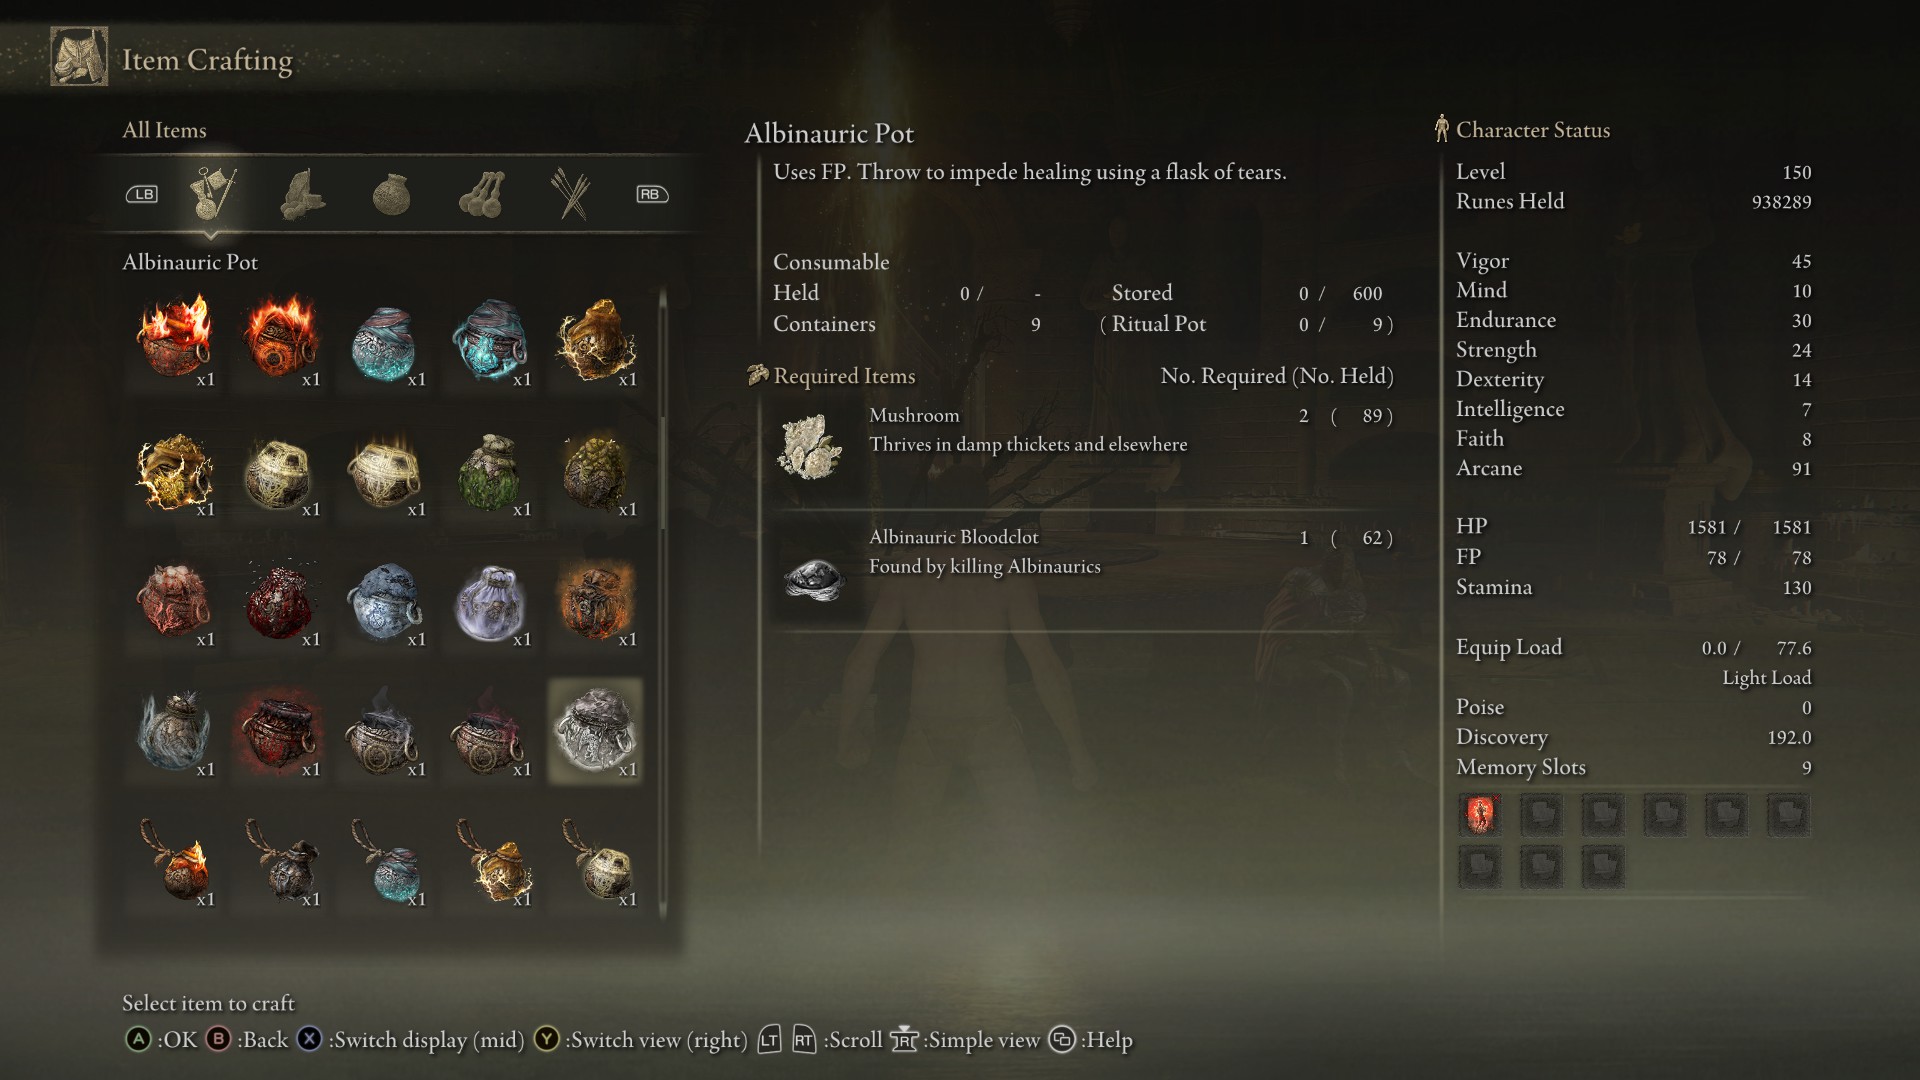 Item Crafting
All Items
LB
RB
Albinauric Pot
x1 x1 x1 x1 x1
x1 x1 x1 x1 x1
x1 x1 x1 x1 x1
x1 x1 x1 x1 x1
x1 x1 x1 x1 x1
Albinauric Pot
Uses FP. Throw to impede healing using a flask of tears.
Consumable
Held 0 / - Stored 0 / 600
Containers 9 ( Ritual Pot 0 / 9 )
Required Items No. Required (No. Held)
Mushroom 2 ( 89 )
Thrives in damp thickets and elsewhere
Albinauric Bloodclot 1 ( 62 )
Found by killing Albinaurics
Character Status
Level 150
Runes Held 938289
Vigor 45
Mind 10
Endurance 30
Strength 24
Dexterity 14
Intelligence 7
Faith 8
Arcane 91
HP 1581 / 1581
FP 78 / 78
Stamina 130
Equip Load 0.0 / 77.6
Light Load
Poise 0
Discovery 192.0
Memory Slots 9
Select item to craft
A :OK B :Back X :Switch display (mid) Y :Switch view (right) LT RT :Scroll R :Simple view :Help